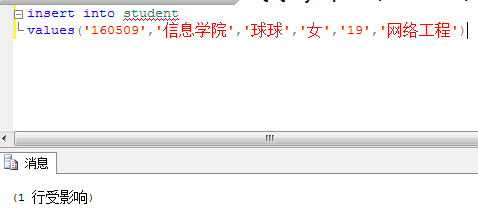 insert into student
values('160509','信息学院','球球','女','19','网络工程')
消息
(1 行受影响)